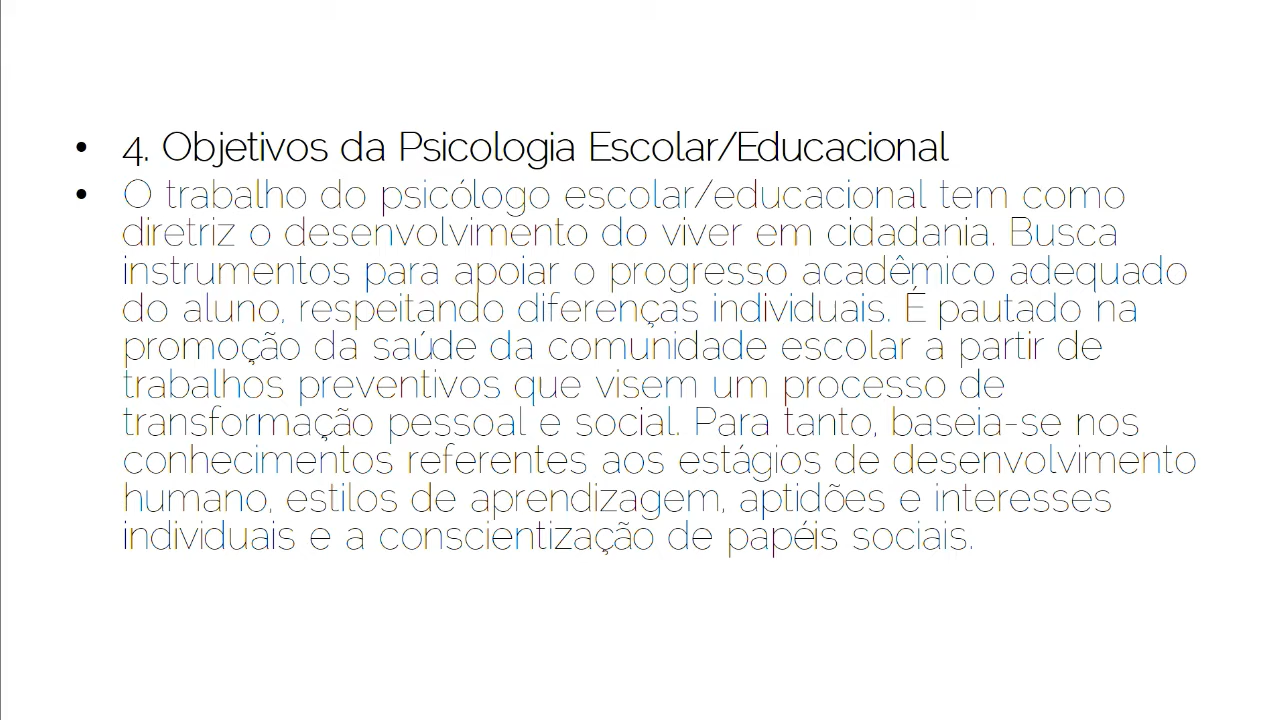 • 4. Objetivos da Psicologia Escolar/Educacional
• O trabalho do psicólogo escolar/educacional tem como
diretriz o desenvolvimento do viver em cidadania. Busca
instrumentos para apoiar o progresso acadêmico adequado
do aluno, respeitando diferenças individuais. É pautado na
promoção da saúde da comunidade escolar a partir de
trabalhos preventivos que visem um processo de
transformação pessoal e social. Para tanto, baseia-se nos
conhecimentos referentes aos estágios de desenvolvimento
humano, estilos de aprendizagem, aptidões e interesses
individuais e a conscientização de papéis sociais.